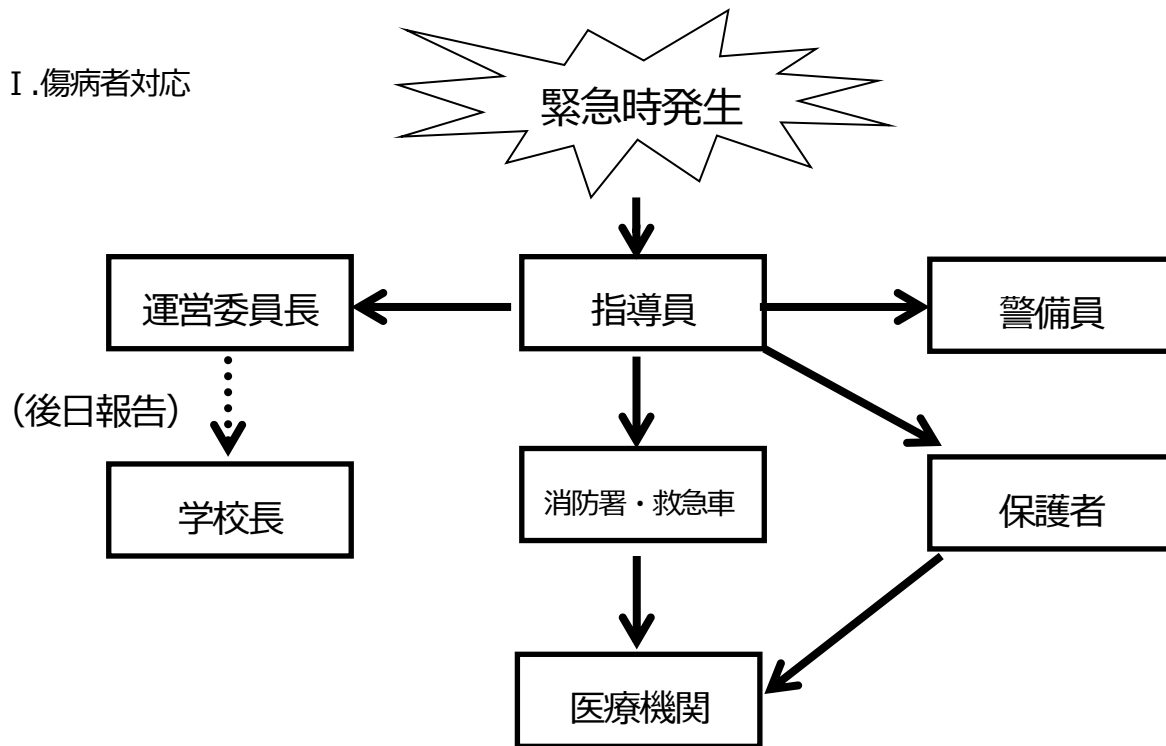 Ⅰ.傷病者対応
緊急時発生
運営委員長
指導員
警備員
（後日報告）
学校長
消防署・救急車
保護者
医療機関